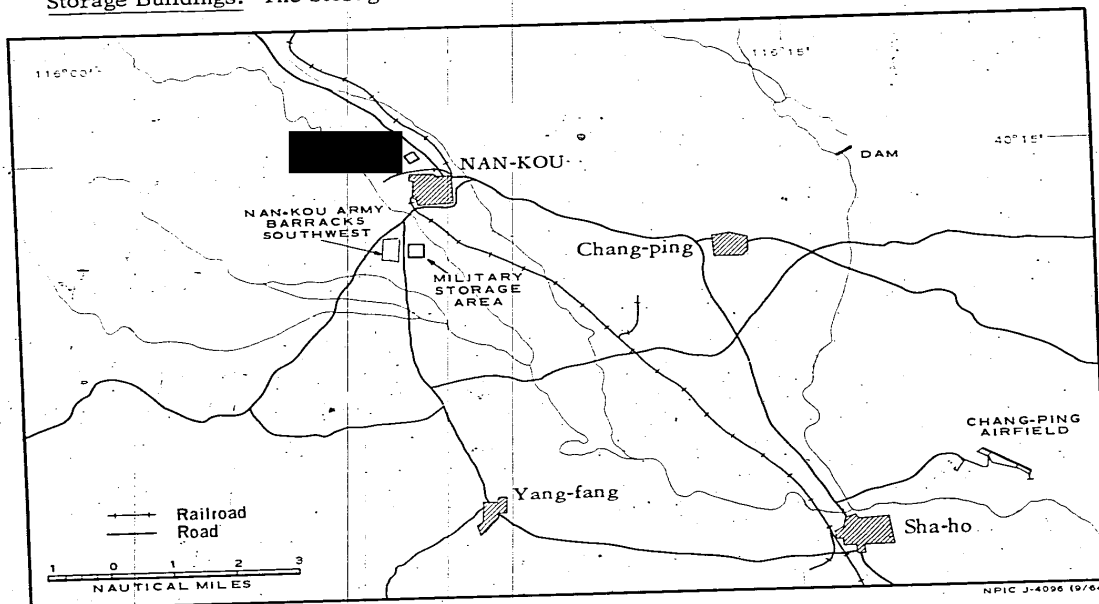 Storage Buildings:
116°00'
116°15'
40°15'
DAM
NAN-KOU
NAN-KOU ARMY
BARRACKS
SOUTHWEST
Chang-ping
MILITARY
STORAGE
AREA
CHANG-PING
AIRFIELD
Yang-fang
Sha-ho
Railroad
Road
1 0 1 2 3
NAUTICAL MILES
NPIC J-4096 (9/64